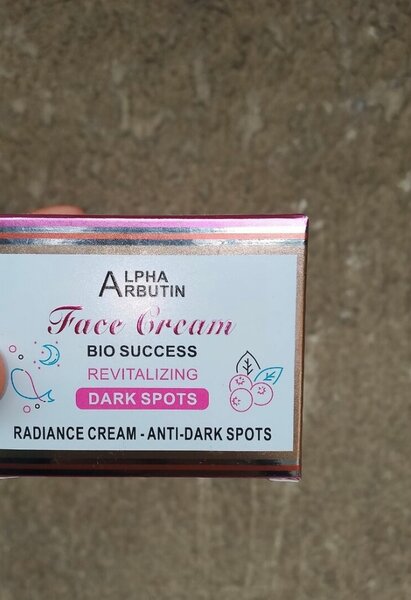 ALPHA
ARBUTIN
Face Cream
BIO SUCCESS
REVITALIZING
DARK SPOTS
RADIANCE CREAM - ANTI-DARK SPOTS